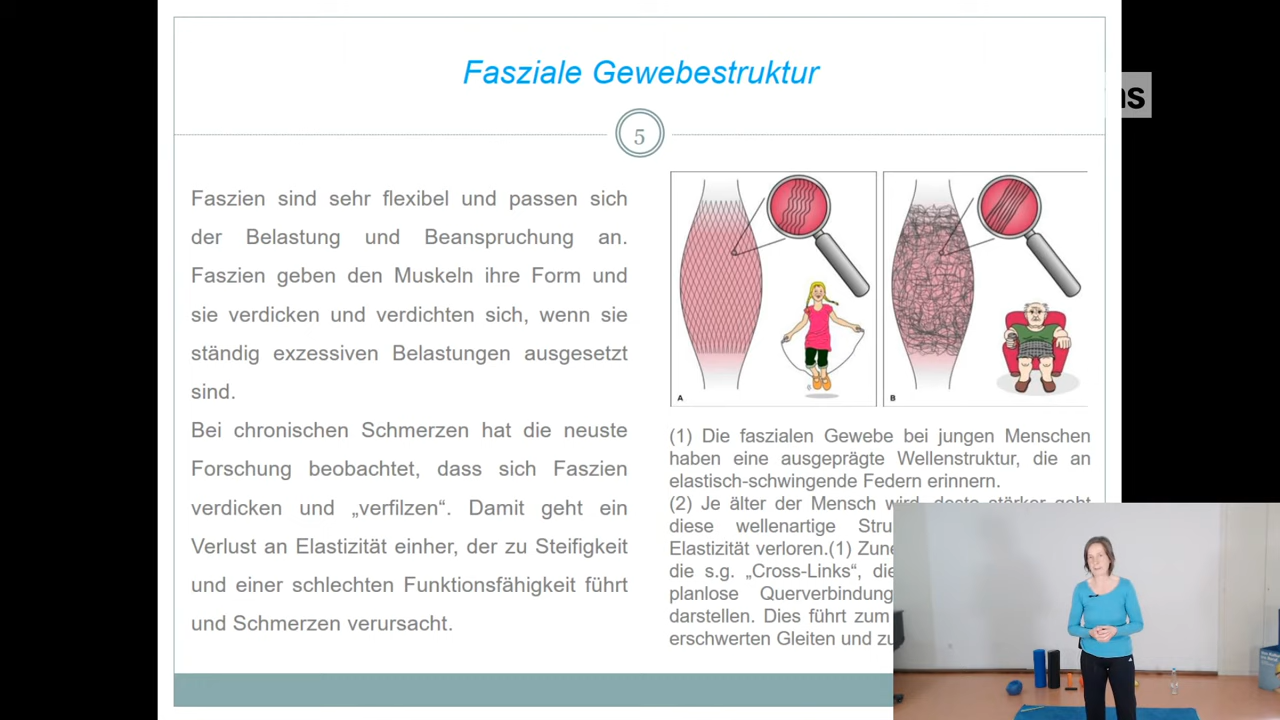 Fasziale Gewebestruktur
5
Faszien sind sehr flexibel und passen sich
der Belastung und Beanspruchung an.
Faszien geben den Muskeln ihre Form und
sie verdicken und verdichten sich, wenn sie
ständig exzessiven Belastungen ausgesetzt
sind.
Bei chronischen Schmerzen hat die neuste
Forschung beobachtet, dass sich Faszien
verdicken und „verfilzen“. Damit geht ein
Verlust an Elastizität einher, der zu Steifigkeit
und einer schlechten Funktionsfähigkeit führt
und Schmerzen verursacht.
A
B
(1) Die faszialen Gewebe bei jungen Menschen
haben eine ausgeprägte Wellenstruktur, die an
elastisch-schwingende Federn erinnern.
(2) Je älter der Mensch wird, desto stärker geht
diese wellenartige
Elastizität verloren.(1)
die s.g. „Cross-Links“,
planlose
darstellen. Dies führt zum
erschwerten Gleiten und